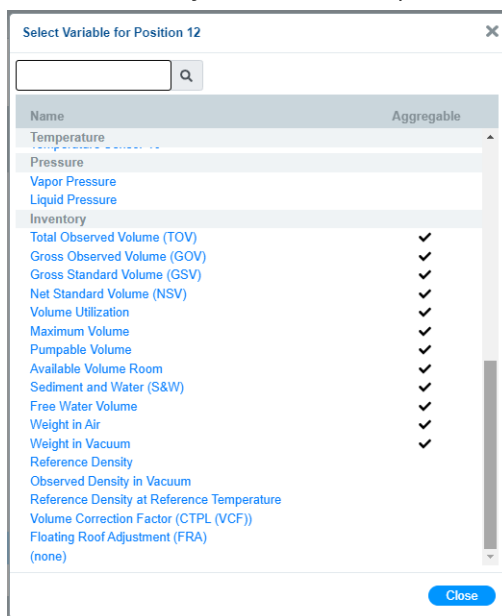 Select Variable for Position 12
Name Aggregable
Temperature
Pressure
Vapor Pressure
Liquid Pressure
Inventory
Total Observed Volume (TOV)
Gross Observed Volume (GOV)
Gross Standard Volume (GSV)
Net Standard Volume (NSV)
Volume Utilization
Maximum Volume
Pumpable Volume
Available Volume Room
Sediment and Water (S&W)
Free Water Volume
Weight in Air
Weight in Vacuum
Reference Density
Observed Density in Vacuum
Reference Density at Reference Temperature
Volume Correction Factor (CTPL (VCF))
Floating Roof Adjustment (FRA)
(none)
Close